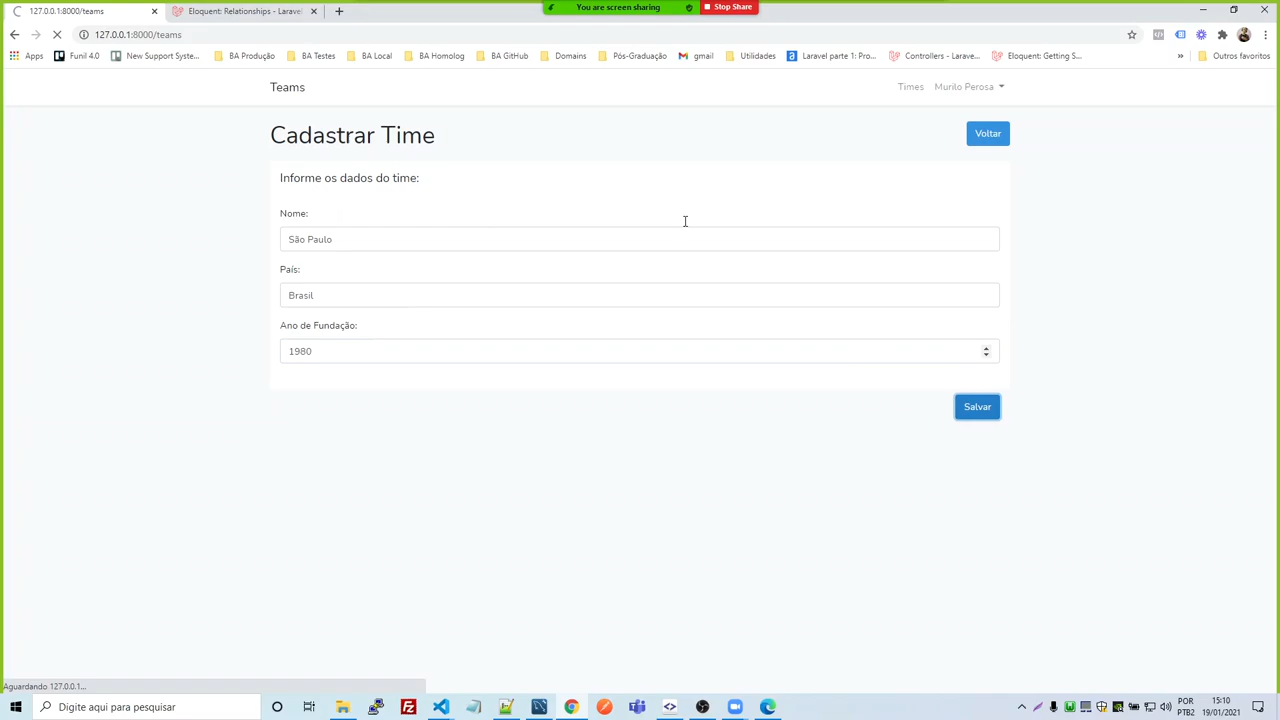 127.0.0.1:8000/teams
Eloquent: Relationships - Laravel
You are screen sharing
Stop Share
127.0.0.1:8000/teams
Apps
Funil 4.0
New Support Syste...
BA Produção
BA Testes
BA Local
BA Homolog
BA GitHub
Domains
Pós-Graduação
gmail
Utilidades
Laravel parte 1: Pro...
Controllers - Larave...
Eloquent: Getting S...
»
Outros favoritos
Teams
Times
Murilo Perosa
Cadastrar Time
Voltar
Informe os dados do time:
Nome:
São Paulo
País:
Brasil
Ano de Fundação:
1980
Salvar
Aguardando 127.0.0.1...
Digite aqui para pesquisar
POR
PTB2
15:10
19/01/2021